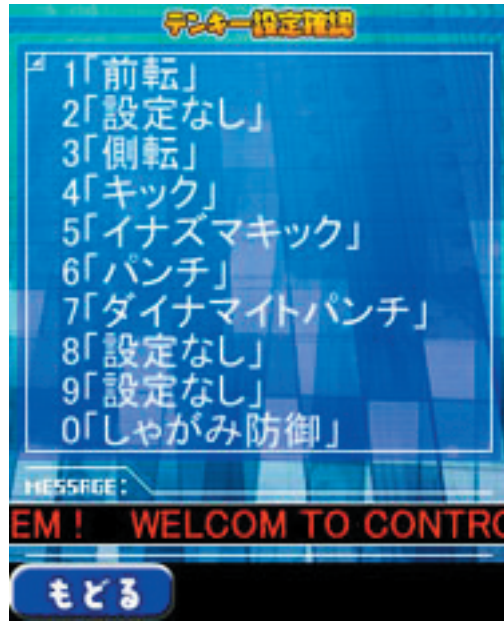 テンキー設定確認
1「前転」
2「設定なし」
3「側転」
4「キック」
5「イナズマキック」
6「パンチ」
7「ダイナマイトパンチ」
8「設定なし」
9「設定なし」
0「しゃがみ防御」
MESSAGE:
EM! WELCOM TO CONTRO
もどる